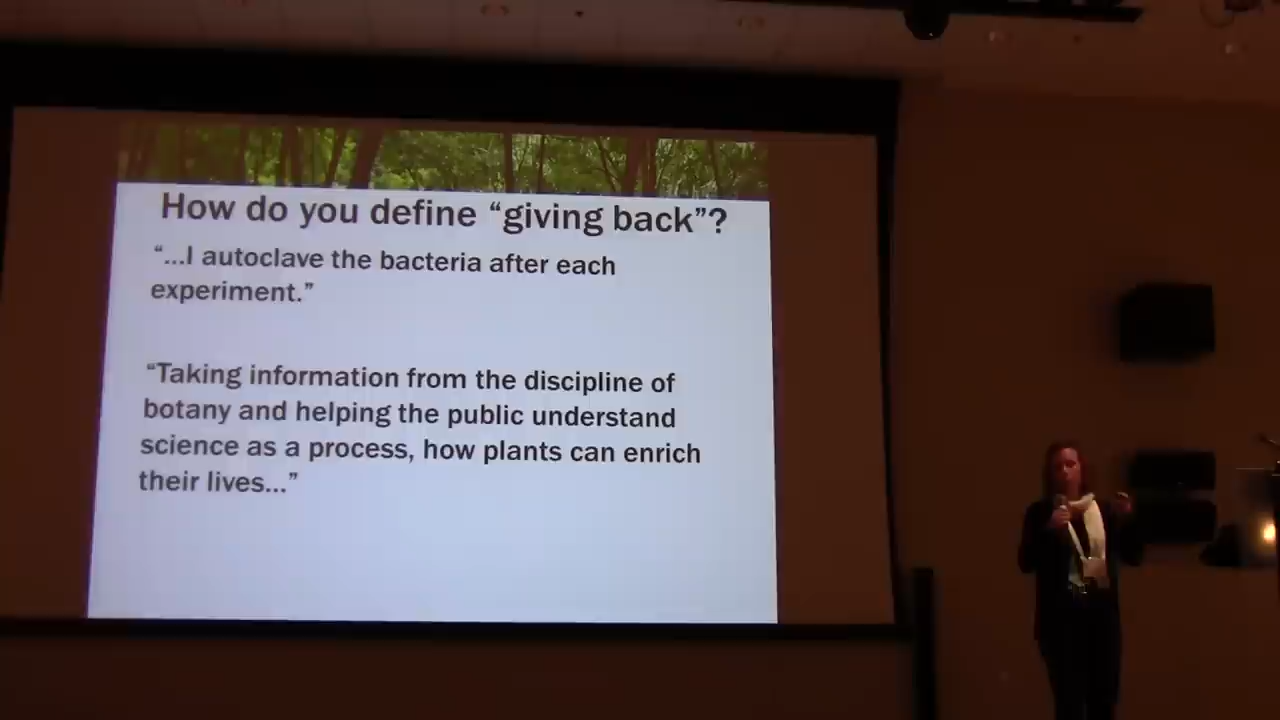 How do you define “giving back”?
“...I autoclave the bacteria after each
experiment.”
“Taking information from the discipline of
botany and helping the public understand
science as a process, how plants can enrich
their lives...”